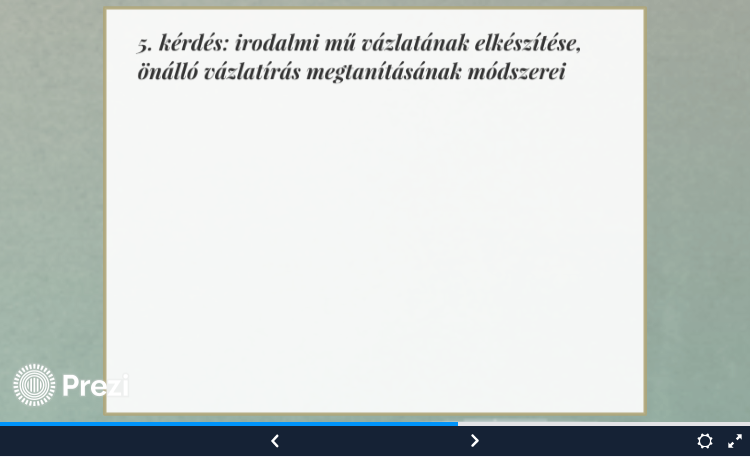 5. kérdés: irodalmi mű vázlatának elkészítése,
önálló vázlatírás megtanításának módszerei
Prezi